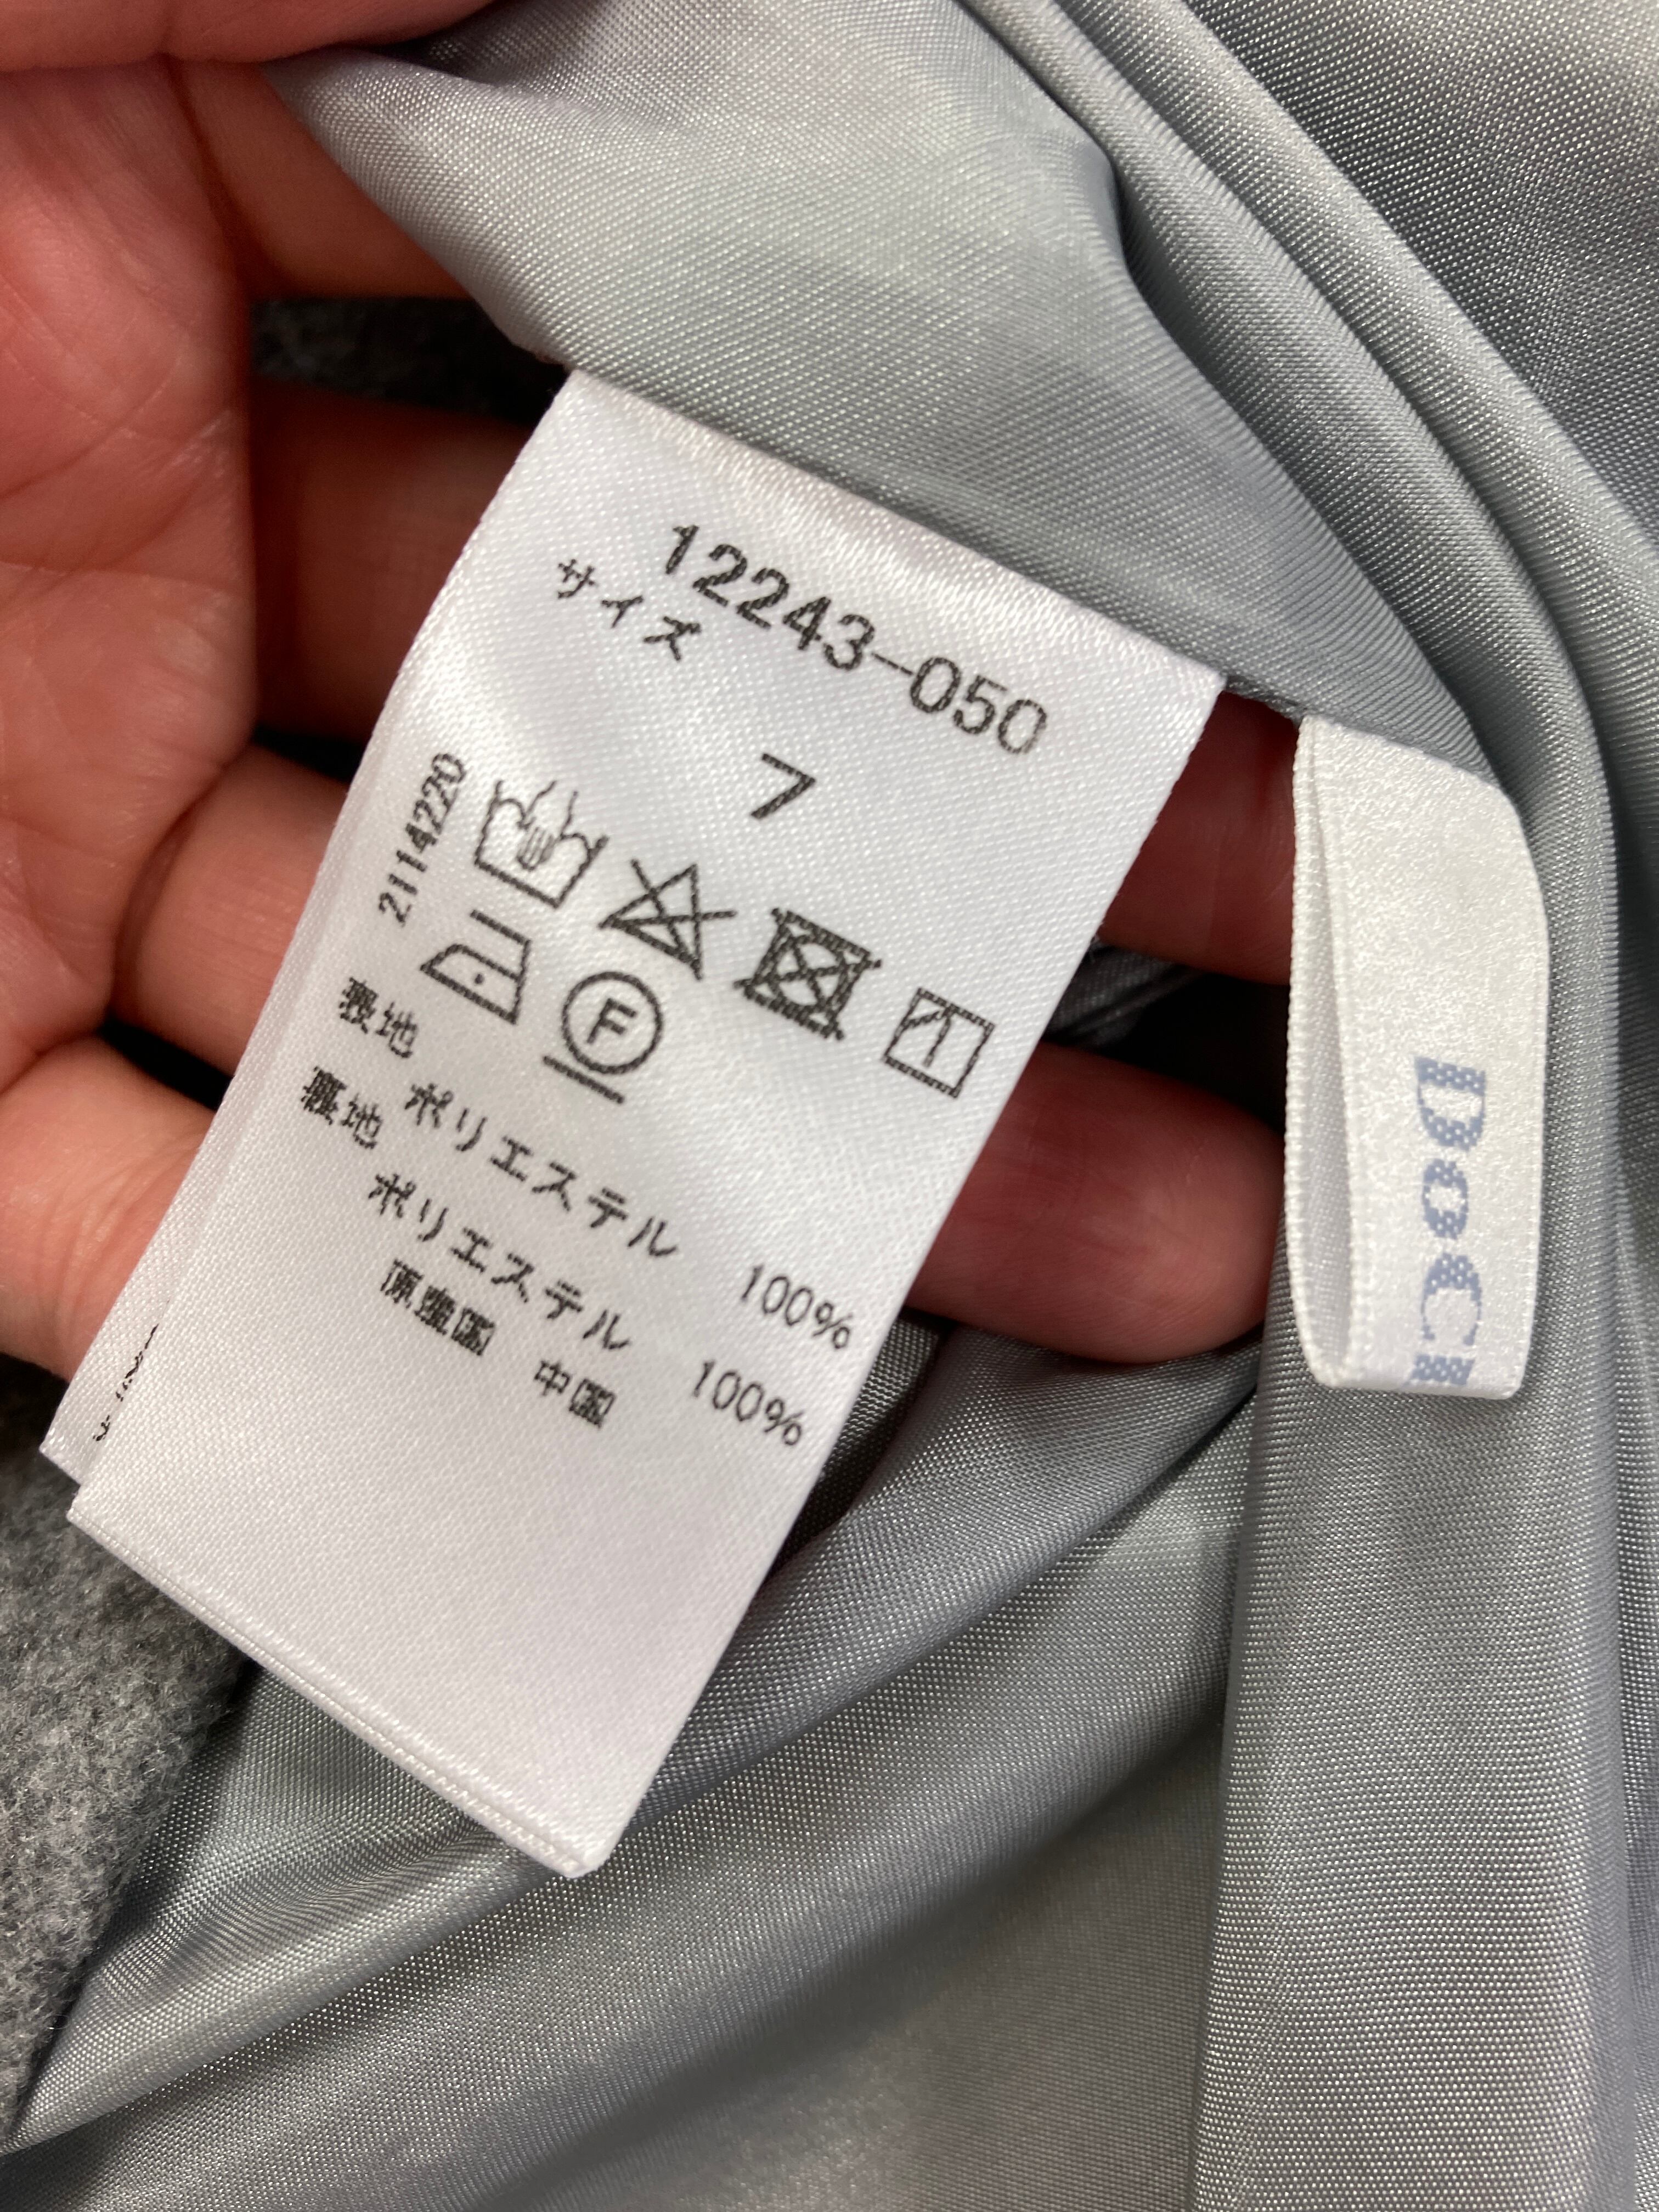 12243-050
サイズ
7
2114220
F
表地
ポリエステル 100%
裏地
ポリエステル 100%
原産国 中国
DoCl